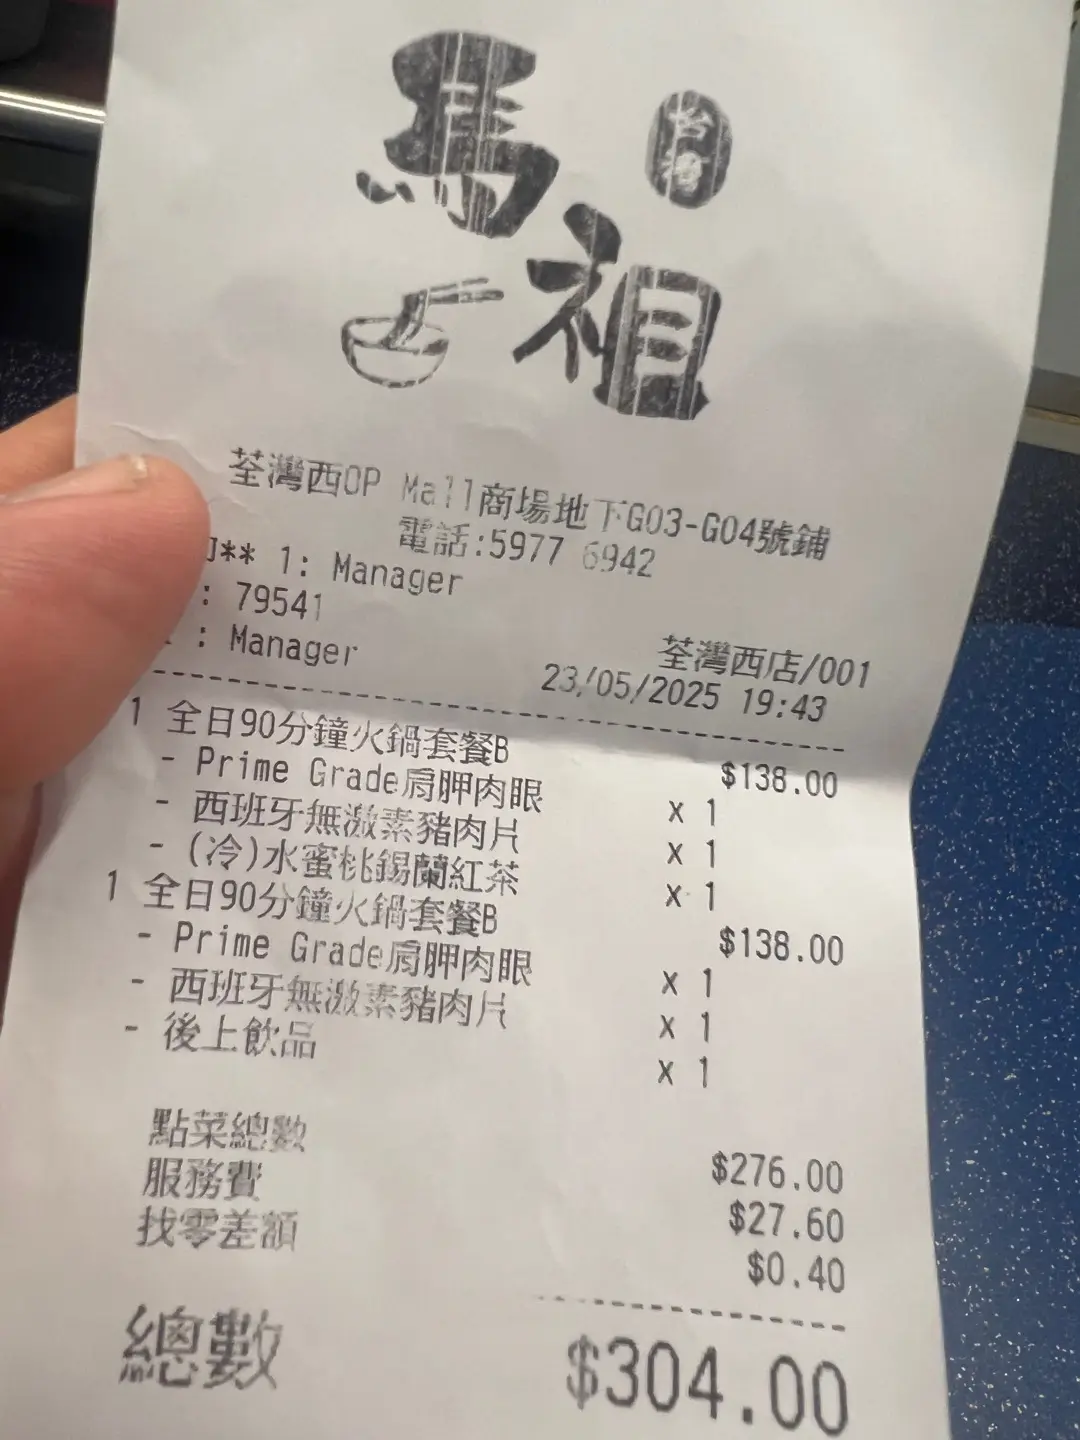 馬祖
台灣
荃灣西OP Mall商場地下G03-G04號鋪
電話:5977 6942
** 1: Manager
: 79541
: Manager
荃灣西店/001
23/05/2025 19:43
1 全日90分鐘火鍋套餐B $138.00
- Prime Grade肩胛肉眼 x 1
- 西班牙無激素豬肉片 x 1
- (冷)水蜜桃錫蘭紅茶 x 1
1 全日90分鐘火鍋套餐B $138.00
- Prime Grade肩胛肉眼 x 1
- 西班牙無激素豬肉片 x 1
- 後上飲品 x 1
點菜總數 $276.00
服務費 $27.60
找零差額 $0.40
總數 $304.00